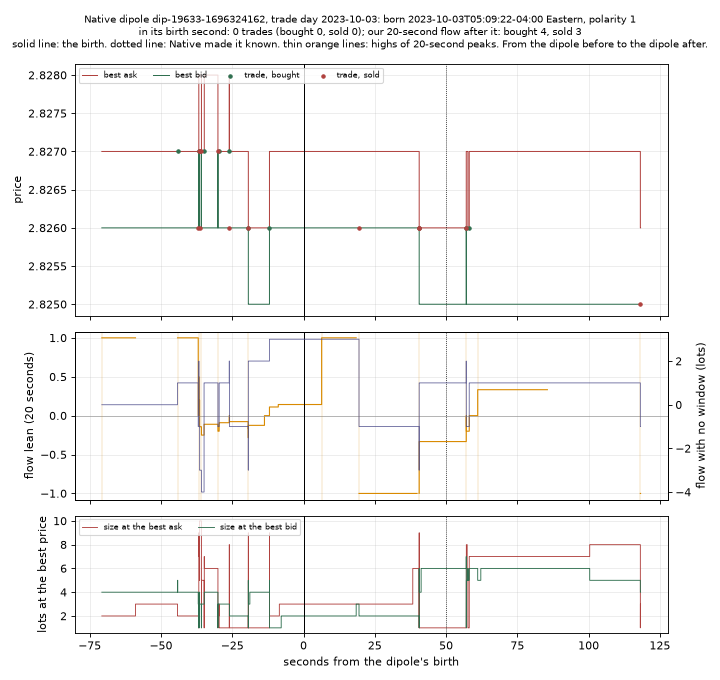 Native dipole dip-19633-1696324162, trade day 2023-10-03: born 2023-10-03T05:09:22-04:00 Eastern, polarity 1
in its birth second: 0 trades (bought 0, sold 0); our 20-second flow after it: bought 4, sold 3
solid line: the birth. dotted line: Native made it known. thin orange lines: highs of 20-second peaks. From the dipole before to the dipole after.
best ask best bid trade, bought trade, sold
2.8280
2.8275
2.8270
2.8265
2.8260
2.8255
2.8250
price
1.0
0.5
0.0
−0.5
−1.0
flow lean (20 seconds)
2
0
−2
−4
flow with no window (lots)
size at the best ask size at the best bid
10
8
6
4
2
lots at the best price
−75 −50 −25 0 25 50 75 100 125
seconds from the dipole's birth